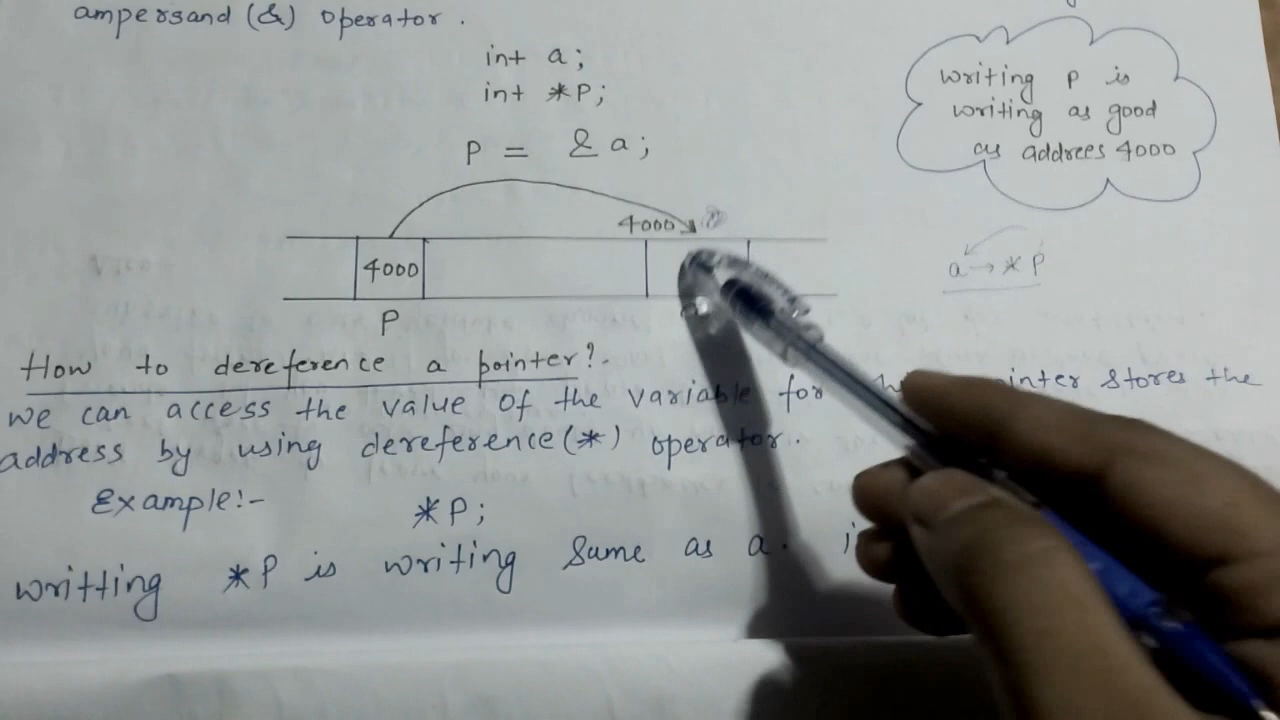 ampersand (&) operator.
int a;
int *P;
P = &a;
writing P is
writing as good
as addrees 4000
4000
4000
P
a → *P
How to dereference a pointer?
we can access the value of the variable for stores the
address by using dereference(*) operator.
Example:- *P;
writting *P is writing same as a.